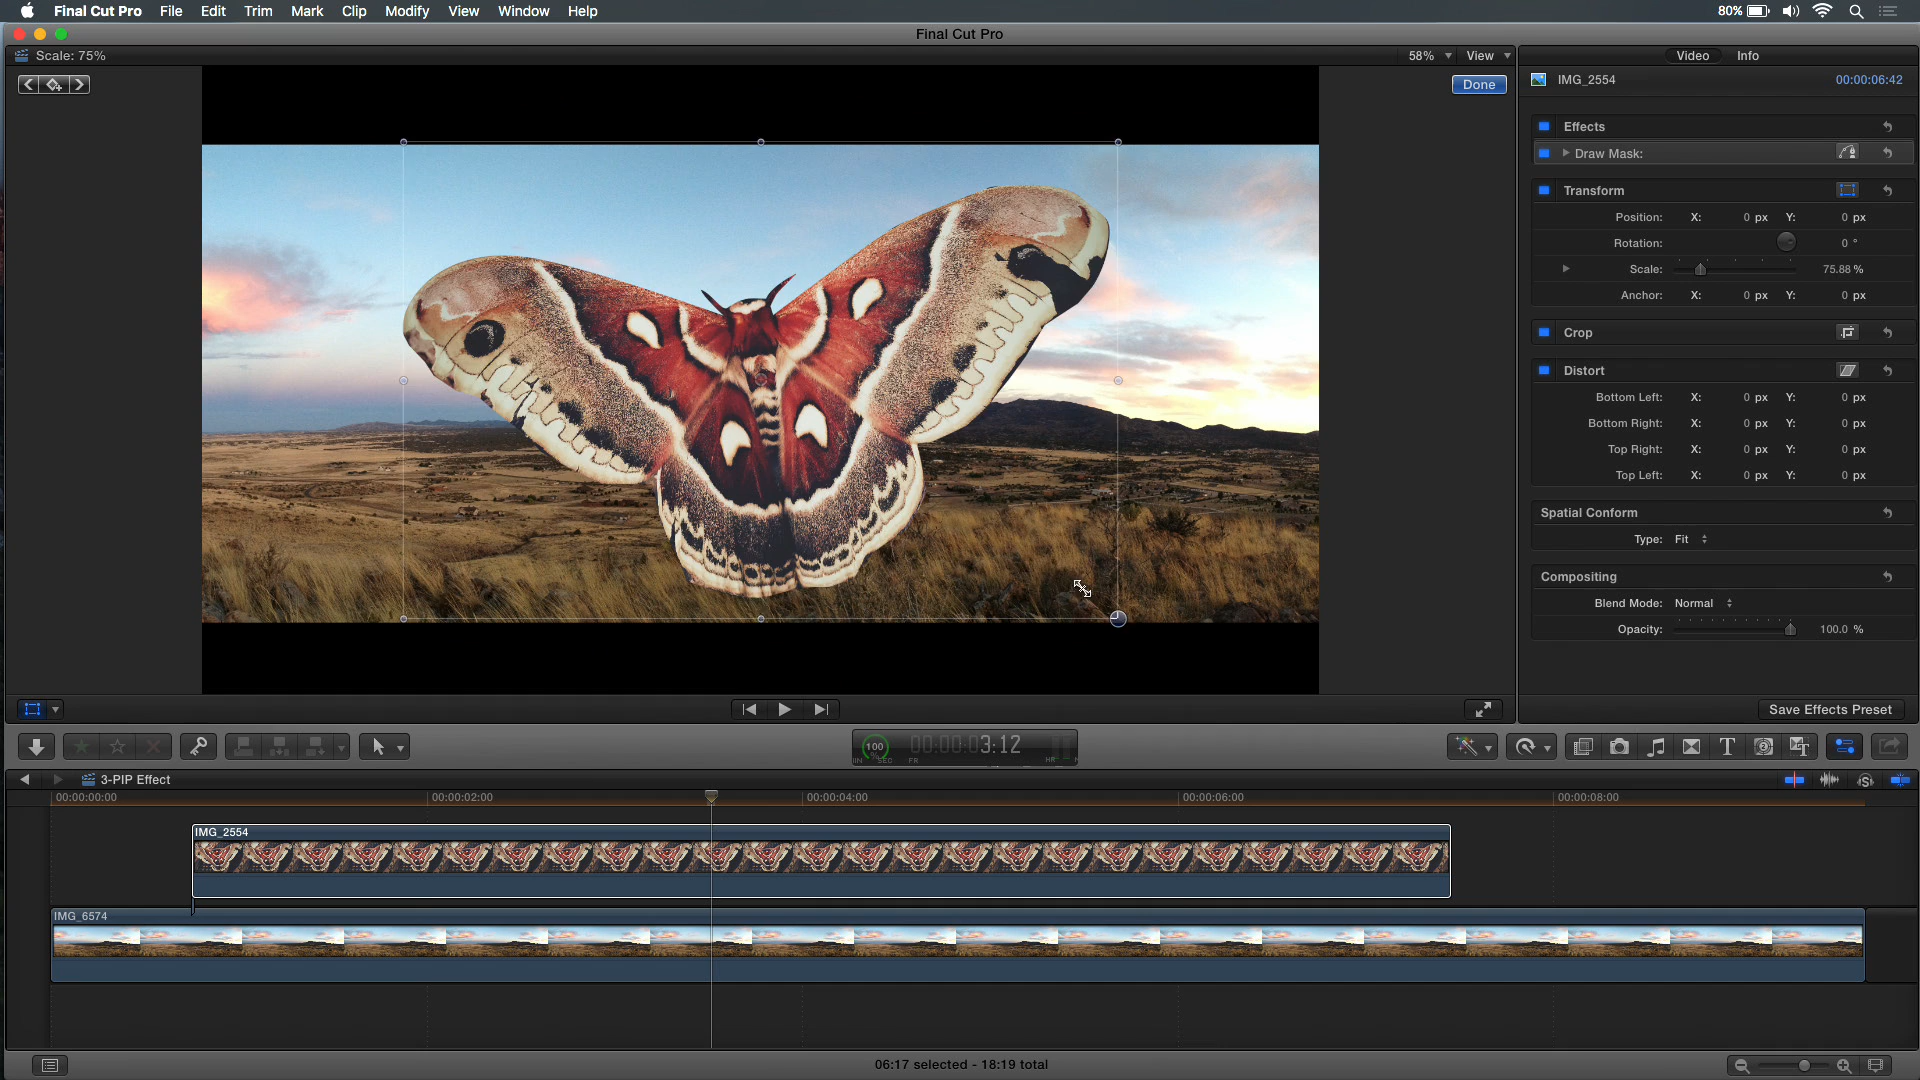 Final Cut Pro File Edit Trim Mark Clip Modify View Window Help 80%
Final Cut Pro
Scale: 75% 58% View Video Info
Done
IMG_2554 00:00:06:42
Effects
Draw Mask:
Transform
Position: X: 0 px Y: 0 px
Rotation: 0 °
Scale: 75.88 %
Anchor: X: 0 px Y: 0 px
Crop
Distort
Bottom Left: X: 0 px Y: 0 px
Bottom Right: X: 0 px Y: 0 px
Top Right: X: 0 px Y: 0 px
Top Left: X: 0 px Y: 0 px
Spatial Conform
Type: Fit
Compositing
Blend Mode: Normal
Opacity: 100.0 %
Save Effects Preset
100 % 00:00:03:12
SEC FR HR
3-PIP Effect
00:00:00:00 00:00:02:00 00:00:04:00 00:00:06:00 00:00:08:00
IMG_2554
IMG_6574
06:17 selected - 18:19 total